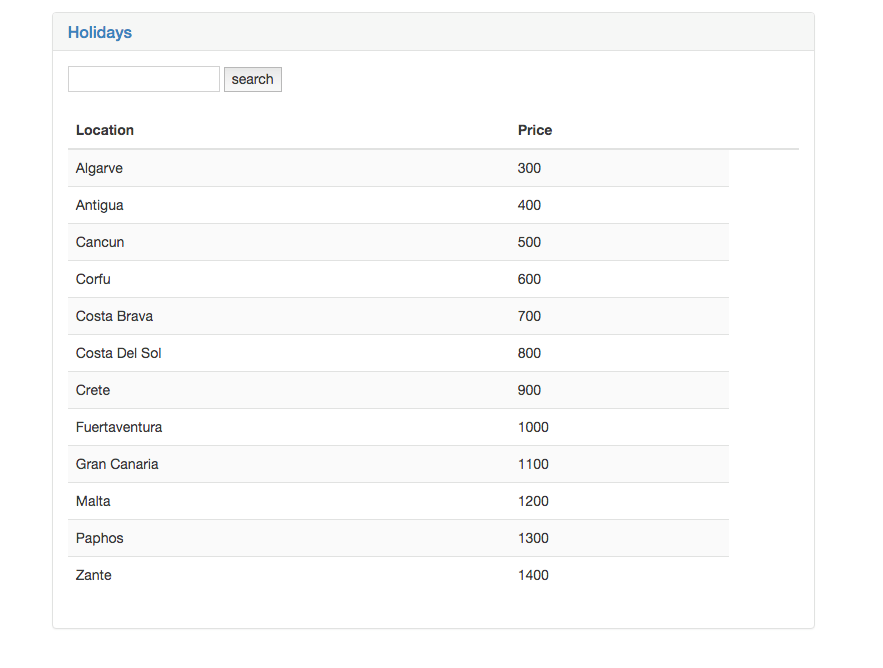 Holidays
search
Location Price
Algarve 300
Antigua 400
Cancun 500
Corfu 600
Costa Brava 700
Costa Del Sol 800
Crete 900
Fuertaventura 1000
Gran Canaria 1100
Malta 1200
Paphos 1300
Zante 1400